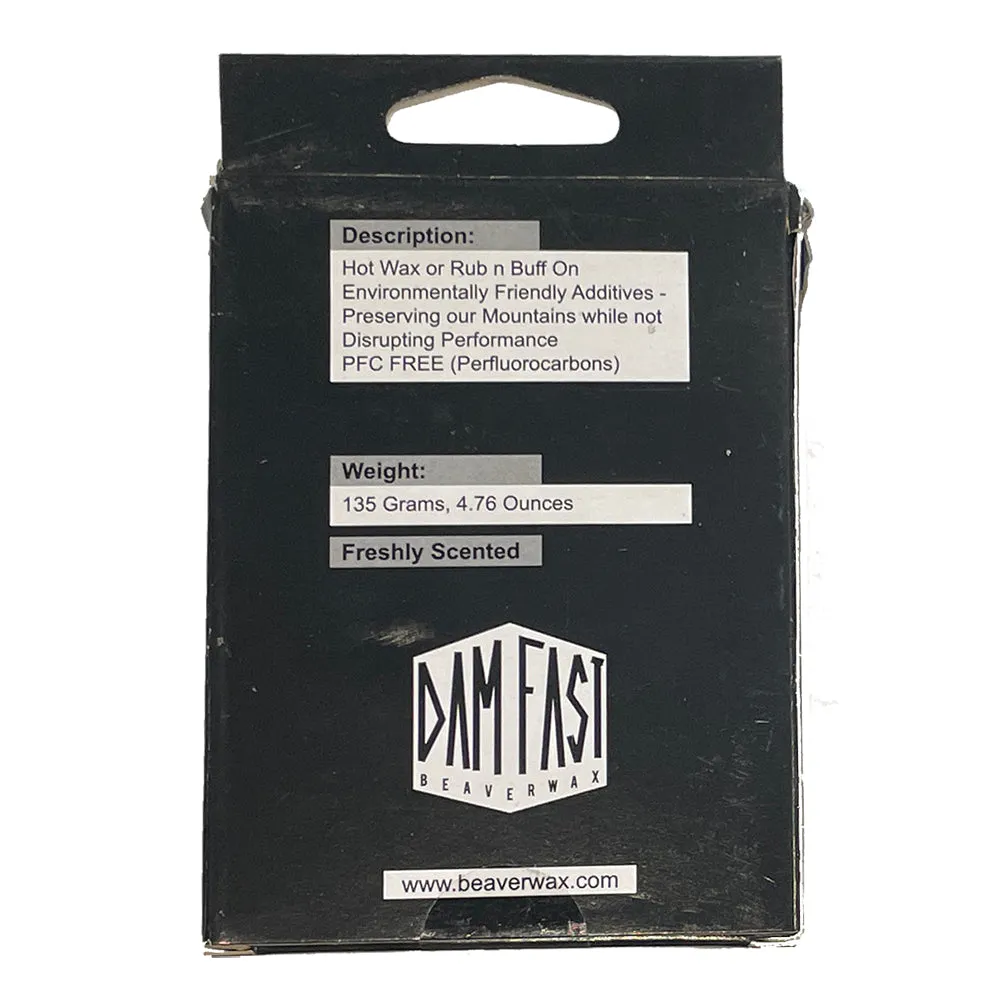 Description:
Hot Wax or Rub n Buff On
Environmentally Friendly Additives -
Preserving our Mountains while not
Disrupting Performance
PFC FREE (Perfluorocarbons)
Weight:
135 Grams, 4.76 Ounces
Freshly Scented
DAM FAST
BEAVERWAX
www.beaverwax.com